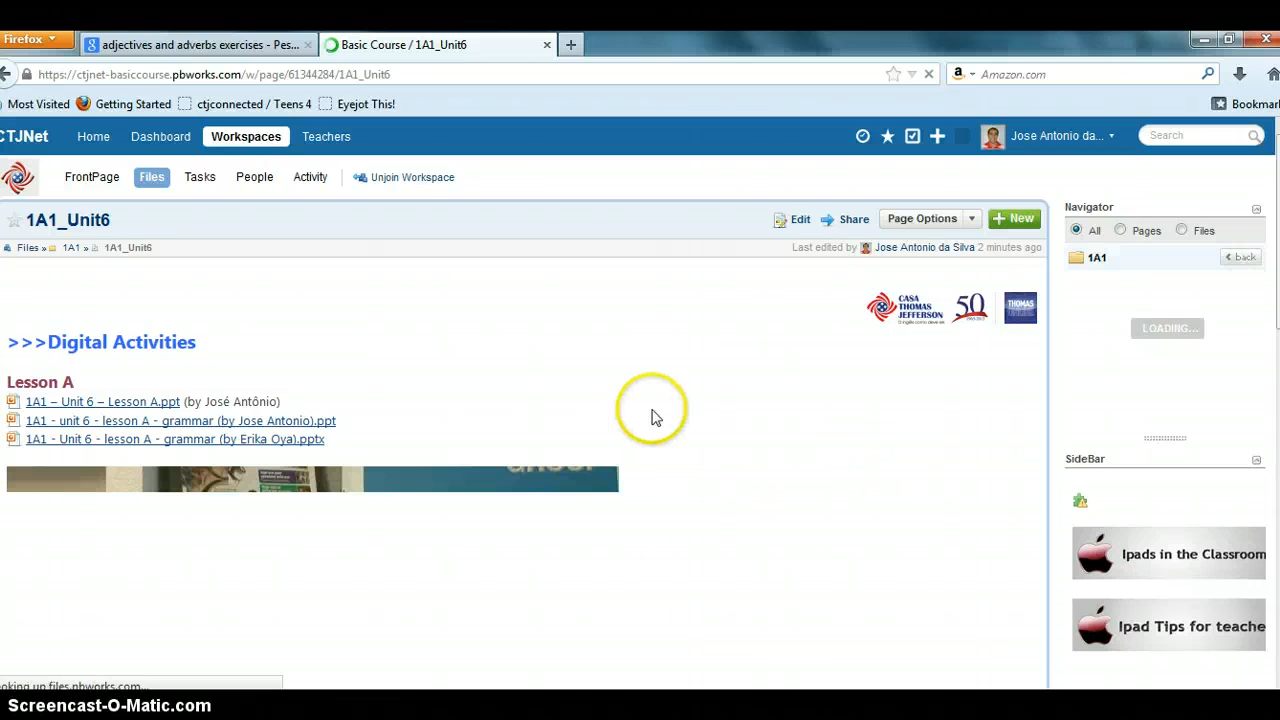 Firefox
adjectives and adverbs exercises - Pes...
Basic Course / 1A1_Unit6
https://ctjnet-basiccourse.pbworks.com/w/page/61344284/1A1_Unit6
Amazon.com
Most Visited
Getting Started
ctjconnected / Teens 4
Eyejot This!
Bookmar
CTJNet
Home
Dashboard
Workspaces
Teachers
Jose Antonio da...
Search
FrontPage
Files
Tasks
People
Activity
Unjoin Workspace
1A1_Unit6
Edit
Share
Page Options
New
Files » 1A1 » 1A1_Unit6
Last edited by Jose Antonio da Silva 2 minutes ago
Navigator
All
Pages
Files
1A1
back
LOADING...
CASA
THOMAS
JEFFERSON
50
THOMAS
>>>Digital Activities
Lesson A
1A1 – Unit 6 – Lesson A.ppt (by José Antônio)
1A1 - unit 6 - lesson A - grammar (by Jose Antonio).ppt
1A1 - Unit 6 - lesson A - grammar (by Erika Oya).pptx
SideBar
Ipads in the Classroom
Ipad Tips for teache
oking up files.pbworks.com...
Screencast-O-Matic.com